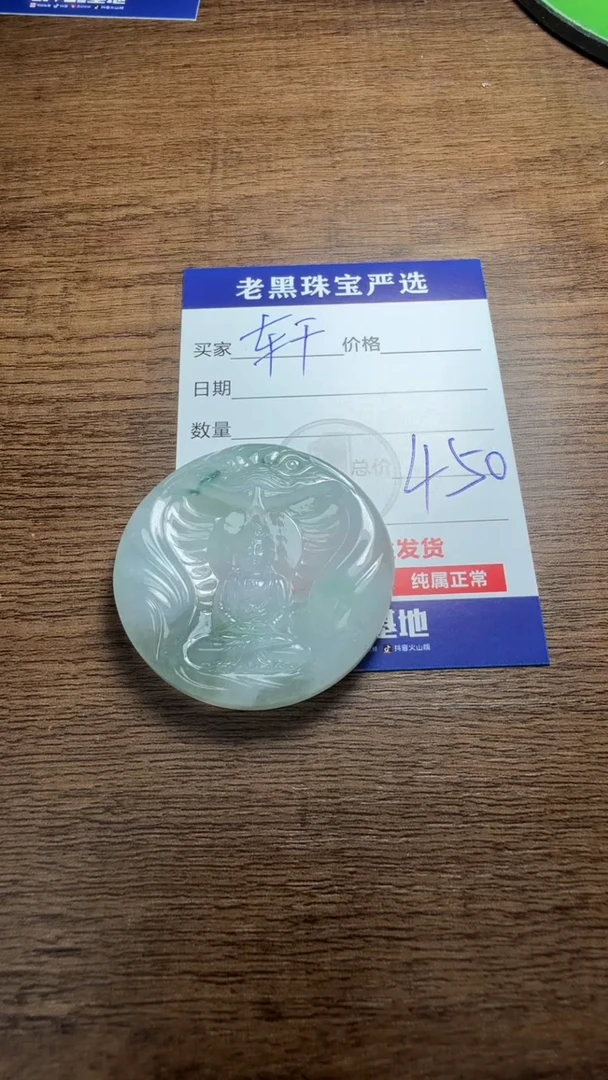 老黑珠宝严选
买家 轩 价格
日期
数量
总价 450
发货
纯属正常
基地
抖音火山版